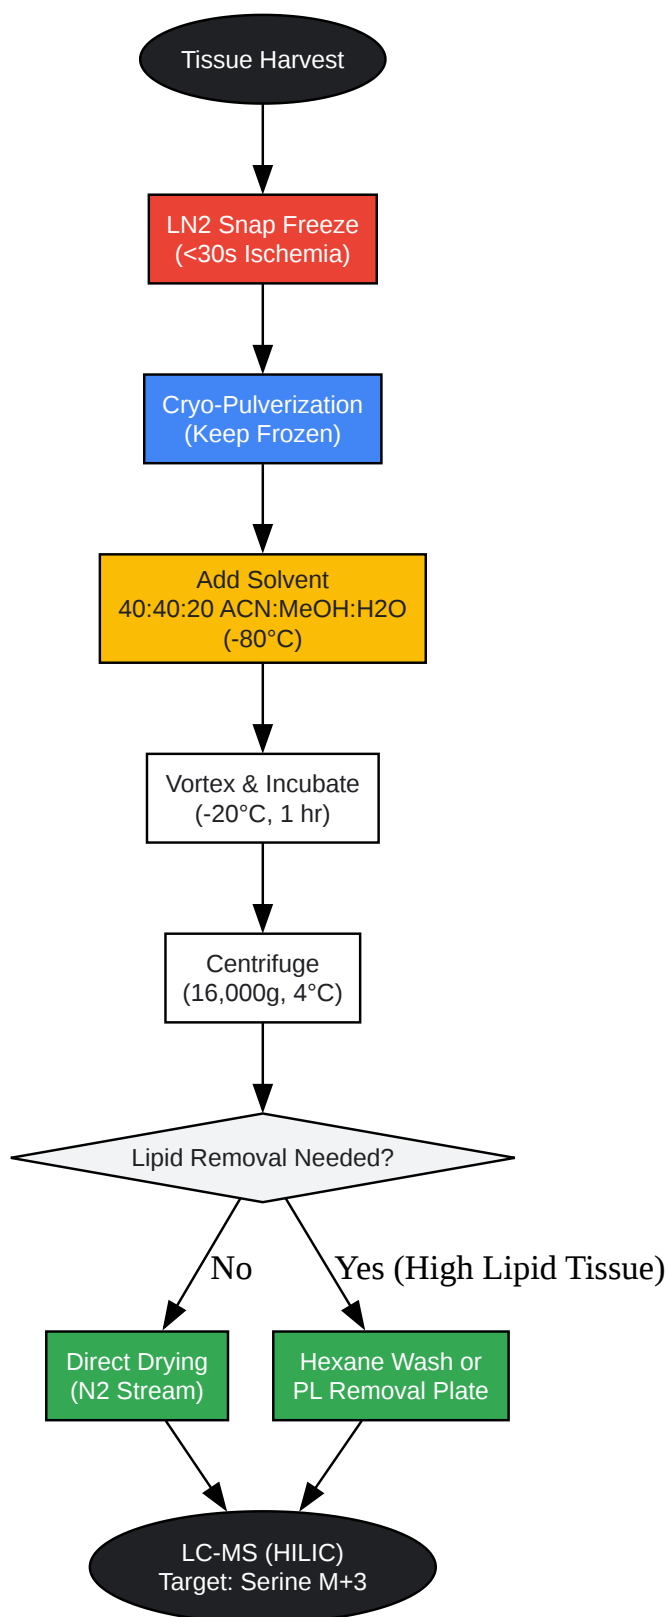 Tissue Harvest
LN2 Snap Freeze
(<30s Ischemia)
Cryo-Pulverization
(Keep Frozen)
Add Solvent
40:40:20 ACN:MeOH:H2O
(-80°C)
Vortex & Incubate
(-20°C, 1 hr)
Centrifuge
(16,000g, 4°C)
Lipid Removal Needed?
No
Yes (High Lipid Tissue)
Direct Drying
(N2 Stream)
Hexane Wash or
PL Removal Plate
LC-MS (HILIC)
Target: Serine M+3